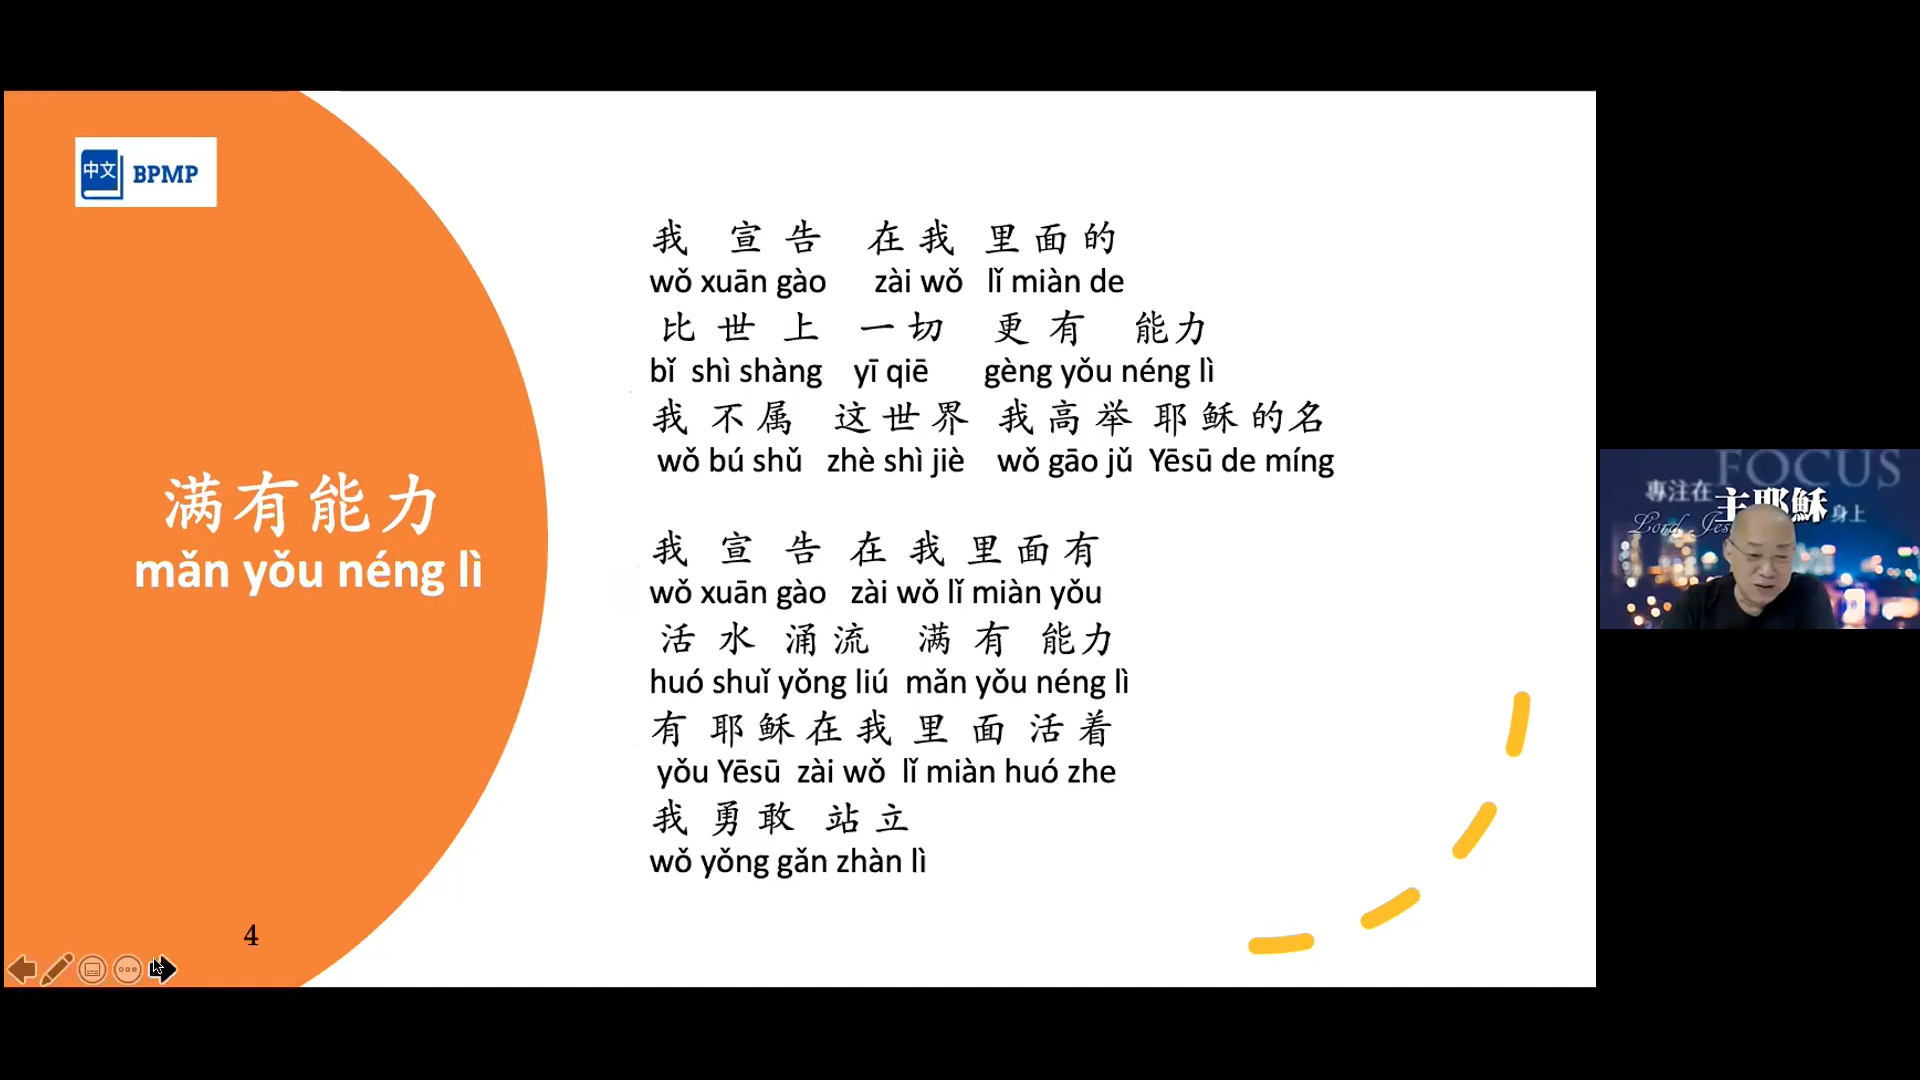 中文 BPMP
满有能力
mǎn yǒu néng lì
4
我 宣 告 在 我 里 面 的
wǒ xuān gào zài wǒ lǐ miàn de
比 世 上 一 切 更 有 能力
bǐ shì shàng yī qiē gèng yǒu néng lì
我 不 属 这 世 界 我 高 举 耶 稣 的 名
wǒ bú shǔ zhè shì jiè wǒ gāo jǔ Yēsū de míng
我 宣 告 在 我 里 面 有
wǒ xuān gào zài wǒ lǐ miàn yǒu
活 水 涌 流 满 有 能力
huó shuǐ yǒng liú mǎn yǒu néng lì
有 耶 稣 在 我 里 面 活 着
yǒu Yēsū zài wǒ lǐ miàn huó zhe
我 勇 敢 站 立
wǒ yǒng gǎn zhàn lì
FOCUS
專注在 主耶穌 身上
Lord